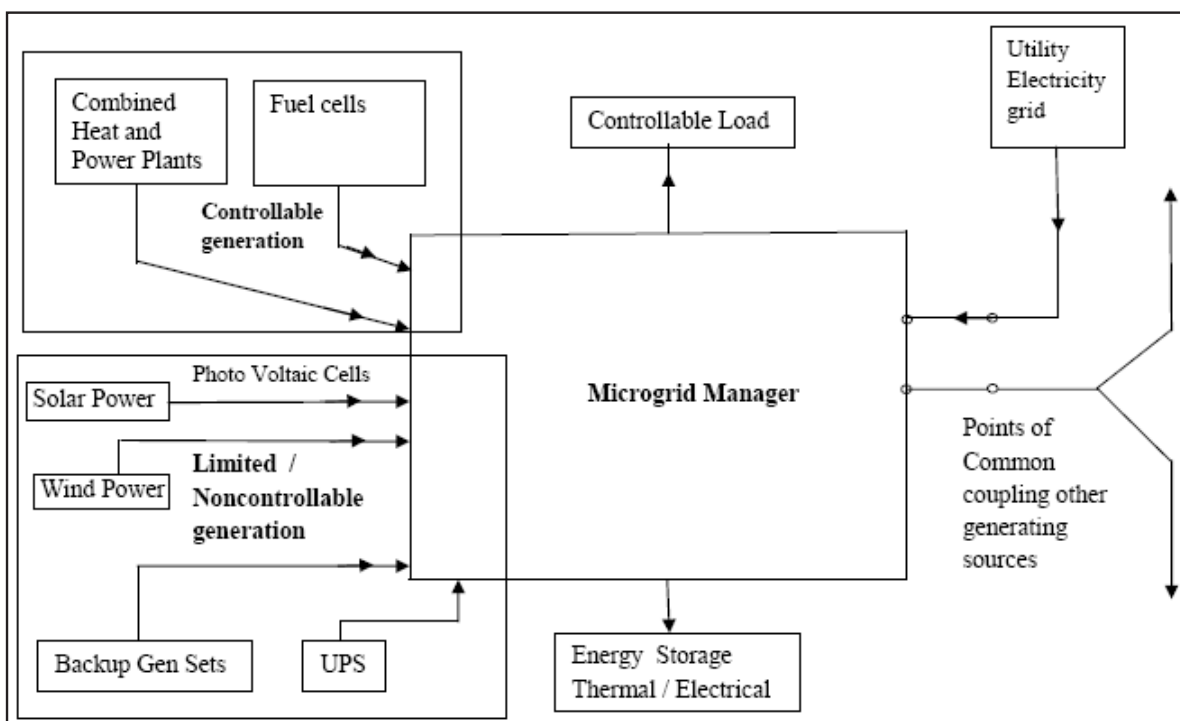 Combined
Heat and
Power Plants
Fuel cells
Controllable
generation
Controllable Load
Utility
Electricity
grid
Photo Voltaic Cells
Solar Power
Wind Power
Limited /
Noncontrollable
generation
Microgrid Manager
Points of
Common
coupling other
generating
sources
Backup Gen Sets
UPS
Energy Storage
Thermal / Electrical